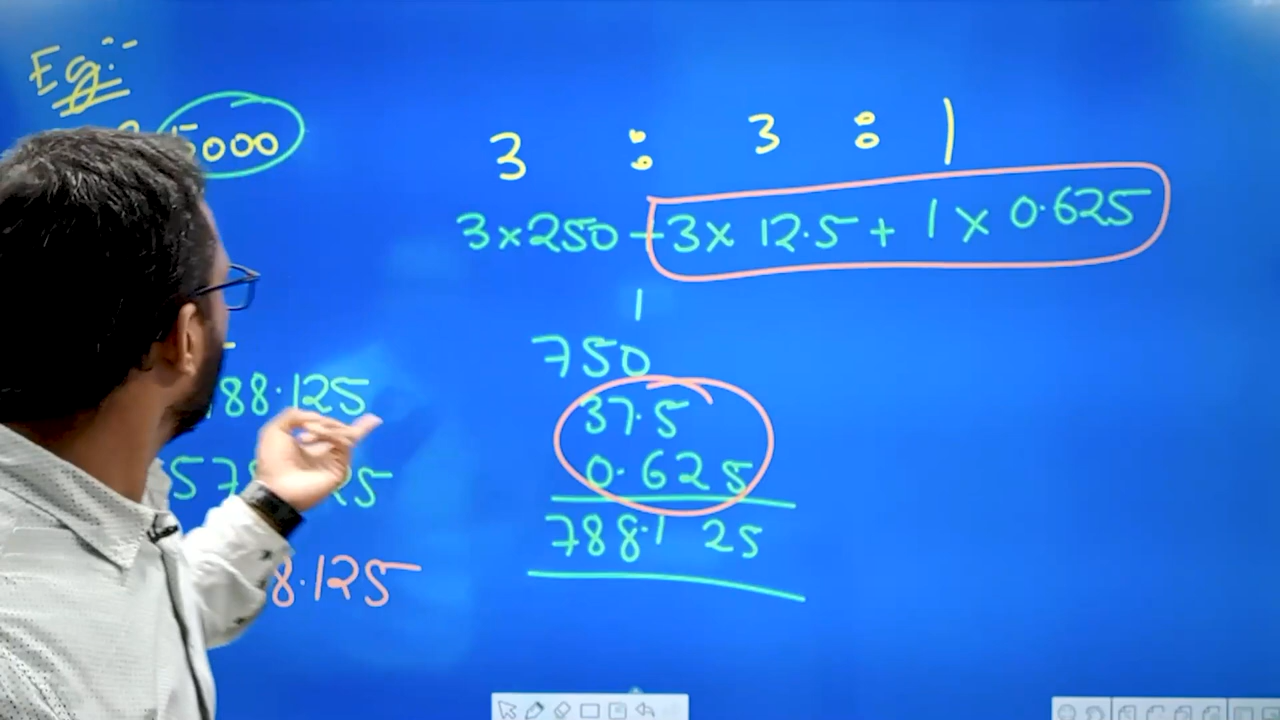 Eg:-
5000
3 : 3 : 1
3×250 + 3× 12.5 + 1 × 0.625
1
750
37.5
0.625
788.125
88.125
8.125